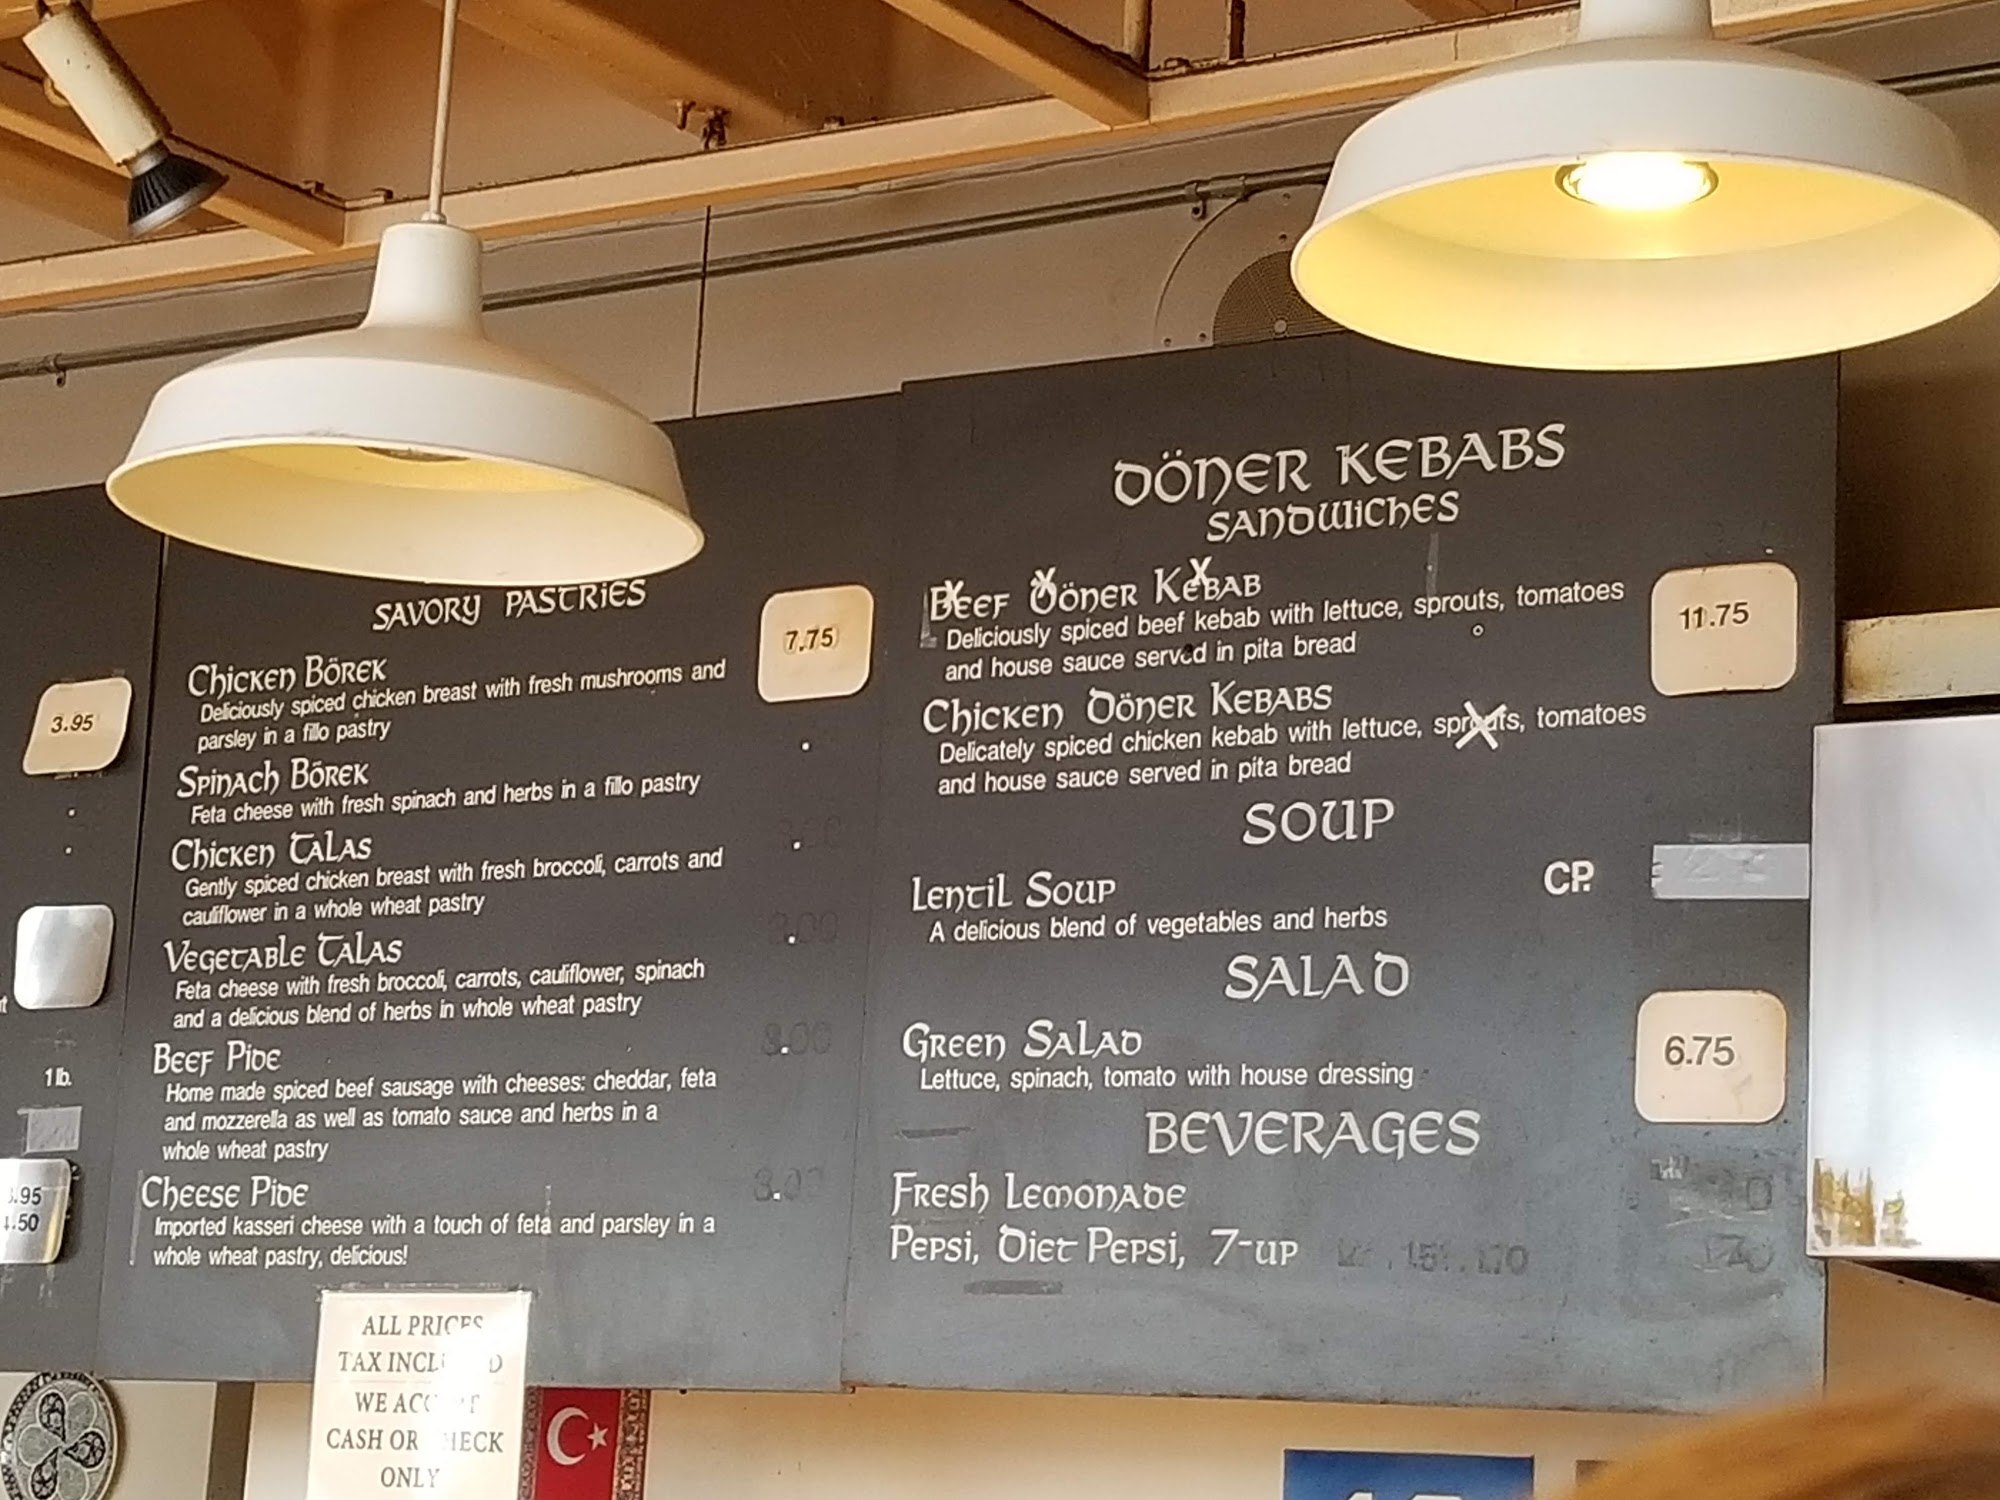 3.95
1 lb.
.95
.50
SAVORY PASTRIES
7.75
Chicken Börek
Deliciously spiced chicken breast with fresh mushrooms and
parsley in a fillo pastry
Spinach Börek
Feta cheese with fresh spinach and herbs in a fillo pastry
Chicken Talas
Gently spiced chicken breast with fresh broccoli, carrots and
cauliflower in a whole wheat pastry
Vegetable Talas
Feta cheese with fresh broccoli, carrots, cauliflower, spinach
and a delicious blend of herbs in whole wheat pastry
Beef Pide
Home made spiced beef sausage with cheeses: cheddar, feta
and mozzerella as well as tomato sauce and herbs in a
whole wheat pastry
Cheese Pide
Imported kasseri cheese with a touch of feta and parsley in a
whole wheat pastry, delicious!
DÖNER KEBABS
SANDWICHES
Beef Döner Kebab
11.75
Deliciously spiced beef kebab with lettuce, sprouts, tomatoes
and house sauce served in pita bread
Chicken Döner Kebabs
Delicately spiced chicken kebab with lettuce, sprouts, tomatoes
and house sauce served in pita bread
SOUP
Lentil Soup CP.
A delicious blend of vegetables and herbs
SALAD
Green Salad 6.75
Lettuce, spinach, tomato with house dressing
BEVERAGES
Fresh Lemonade
Pepsi, Diet Pepsi, 7-up
ALL PRICES
TAX INCLUDED
WE ACCEPT
CASH OR CHECK
ONLY